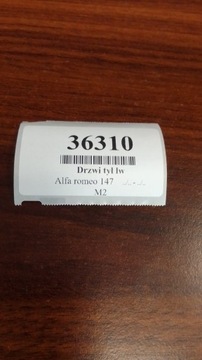 36310
Drzwi tył lw
Alfa romeo 147
M2